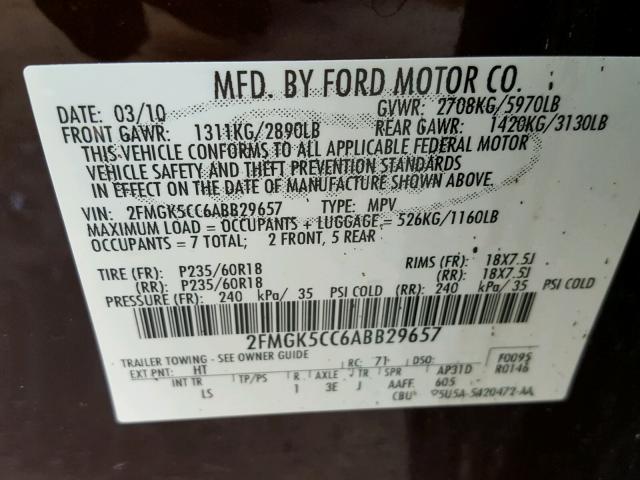 MFD. BY FORD MOTOR CO.
DATE: 03/10 GVWR: 2708KG/5970LB
FRONT GAWR: 1311KG/2890LB REAR GAWR: 1420KG/3130LB
THIS VEHICLE CONFORMS TO ALL APPLICABLE FEDERAL MOTOR
VEHICLE SAFETY AND THEFT PREVENTION STANDARDS
IN EFFECT ON THE DATE OF MANUFACTURE SHOWN ABOVE.
VIN: 2FMGK5CC6ABB29657 TYPE: MPV
MAXIMUM LOAD = OCCUPANTS + LUGGAGE = 526KG/1160LB
OCCUPANTS = 7 TOTAL; 2 FRONT, 5 REAR
TIRE (FR): P235/60R18 RIMS (FR): 18X7.5J
(RR): P235/60R18 (RR): 18X7.5J
PRESSURE (FR): 240 kPa/ 35 PSI COLD (RR): 240 kPa/ 35 PSI COLD
2FMGK5CC6ABB29657
TRAILER TOWING - SEE OWNER GUIDE RC: 71 DSO: F0095
EXT PNT: HT AP31D R0146
INT TR TP/PS R AXLE TR SPR AAFF 605
LS 1 3E J CBU 5U5A-5420472-AA